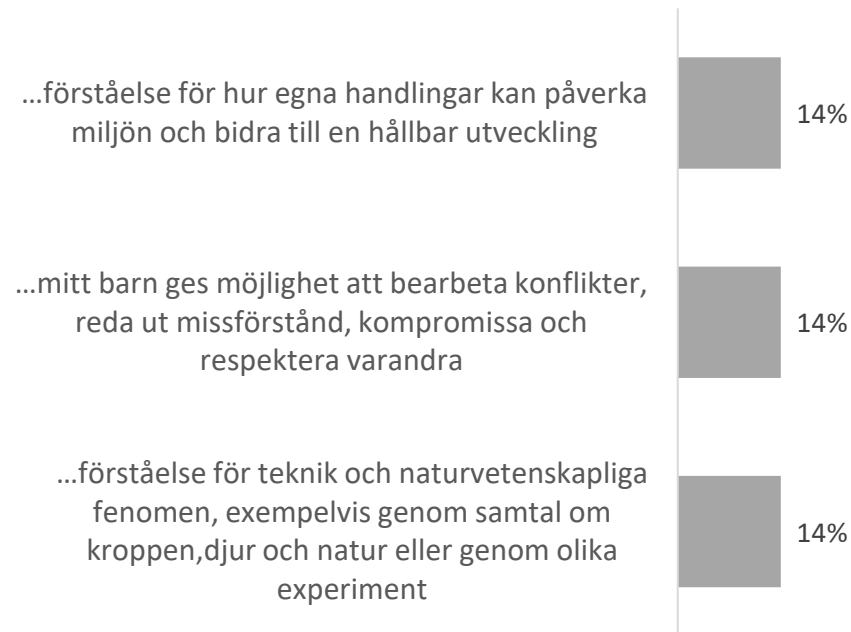 …förståelse för hur egna handlingar kan påverka
miljön och bidra till en hållbar utveckling
14%
…mitt barn ges möjlighet att bearbeta konflikter,
reda ut missförstånd, kompromissa och
respektera varandra
14%
…förståelse för teknik och naturvetenskapliga
fenomen, exempelvis genom samtal om
kroppen,djur och natur eller genom olika
experiment
14%